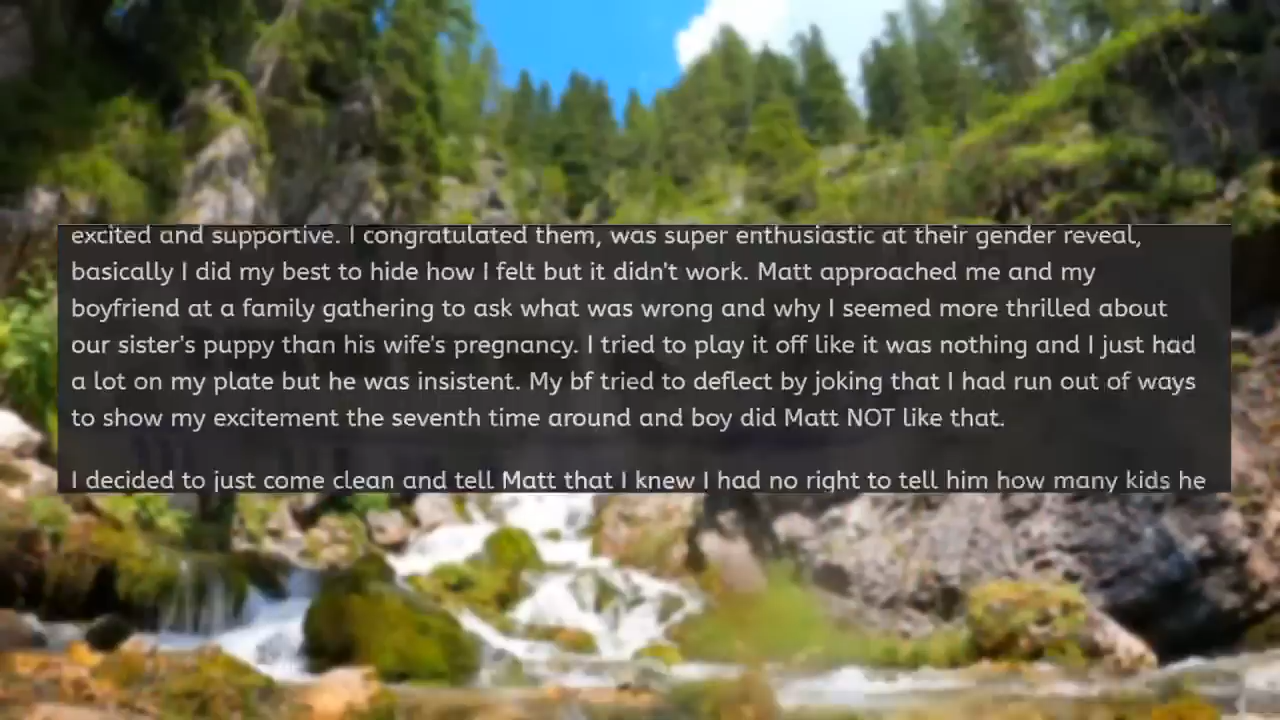 excited and supportive. I congratulated them, was super enthusiastic at their gender reveal,
basically I did my best to hide how I felt but it didn't work. Matt approached me and my
boyfriend at a family gathering to ask what was wrong and why I seemed more thrilled about
our sister's puppy than his wife's pregnancy. I tried to play it off like it was nothing and I just had
a lot on my plate but he was insistent. My bf tried to deflect by joking that I had run out of ways
to show my excitement the seventh time around and boy did Matt NOT like that.
I decided to just come clean and tell Matt that I knew I had no right to tell him how many kids he